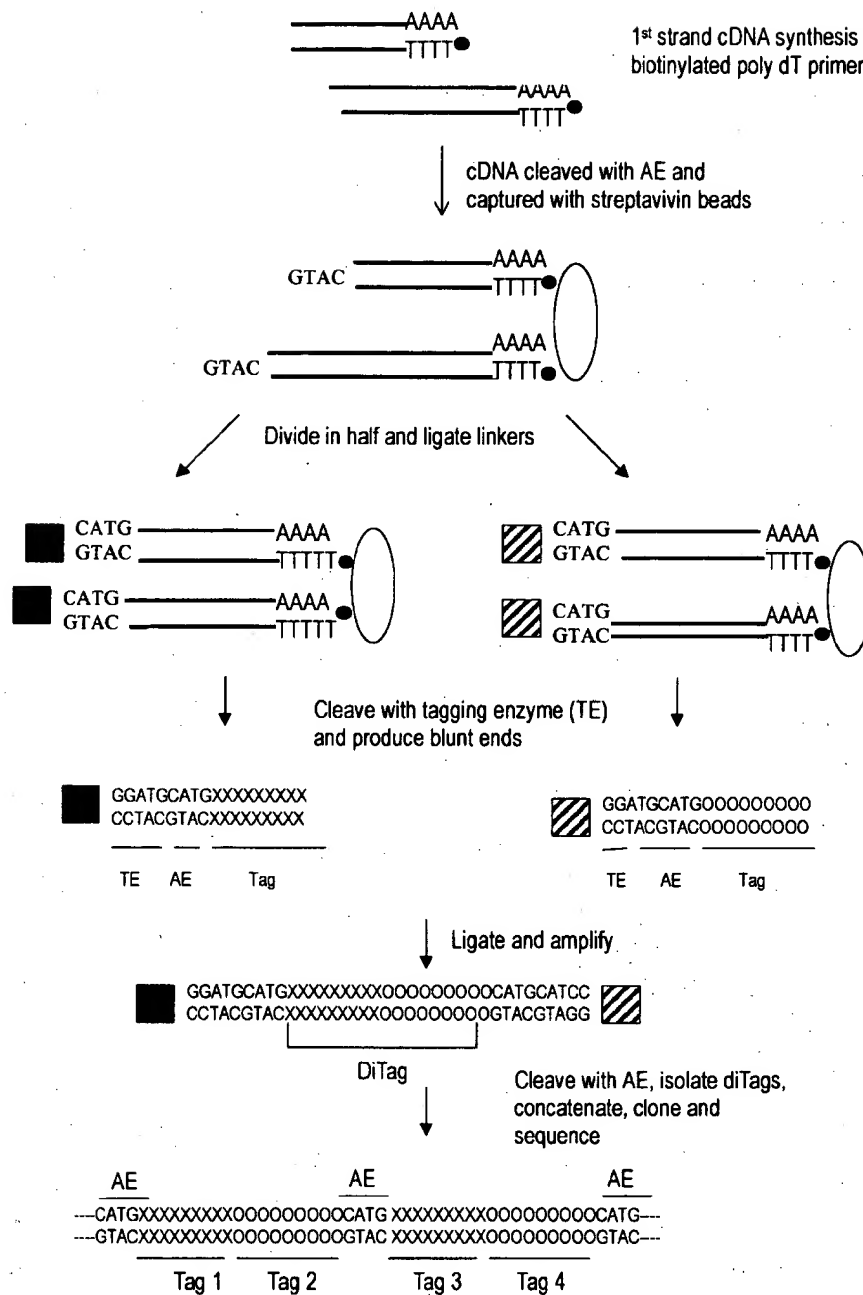 AAAA
TTTT
1st strand cDNA synthesis
biotinylated poly dT primer
AAAA
TTTT
cDNA cleaved with AE and
captured with streptavivin beads
AAAA
GTAC
TTTT
AAAA
GTAC
TTTT
Divide in half and ligate linkers
CATG AAAA
GTAC TTTTT
CATG AAAA
GTAC TTTTT
CATG AAAA
GTAC TTTT
CATG AAAA
GTAC TTTT
Cleave with tagging enzyme (TE)
and produce blunt ends
GGATGCATGXXXXXXXXX
CCTACGTACXXXXXXXXX
TE AE Tag
GGATGCATGOOOOOOOOO
CCTACGTACOOOOOOOOO
TE AE Tag
Ligate and amplify
GGATGCATGXXXXXXXXXOOOOOOOOOCATGCATCC
CCTACGTACXXXXXXXXXOOOOOOOOOGTACGTAGG
DiTag
Cleave with AE, isolate diTags,
concatenate, clone and
sequence
AE AE AE
----CATGXXXXXXXXXOOOOOOOOOCATGXXXXXXXXXOOOOOOOOOCATG---
----GTACXXXXXXXXXOOOOOOOOOGTACXXXXXXXXXOOOOOOOOOGTAC---
Tag 1 Tag 2 Tag 3 Tag 4